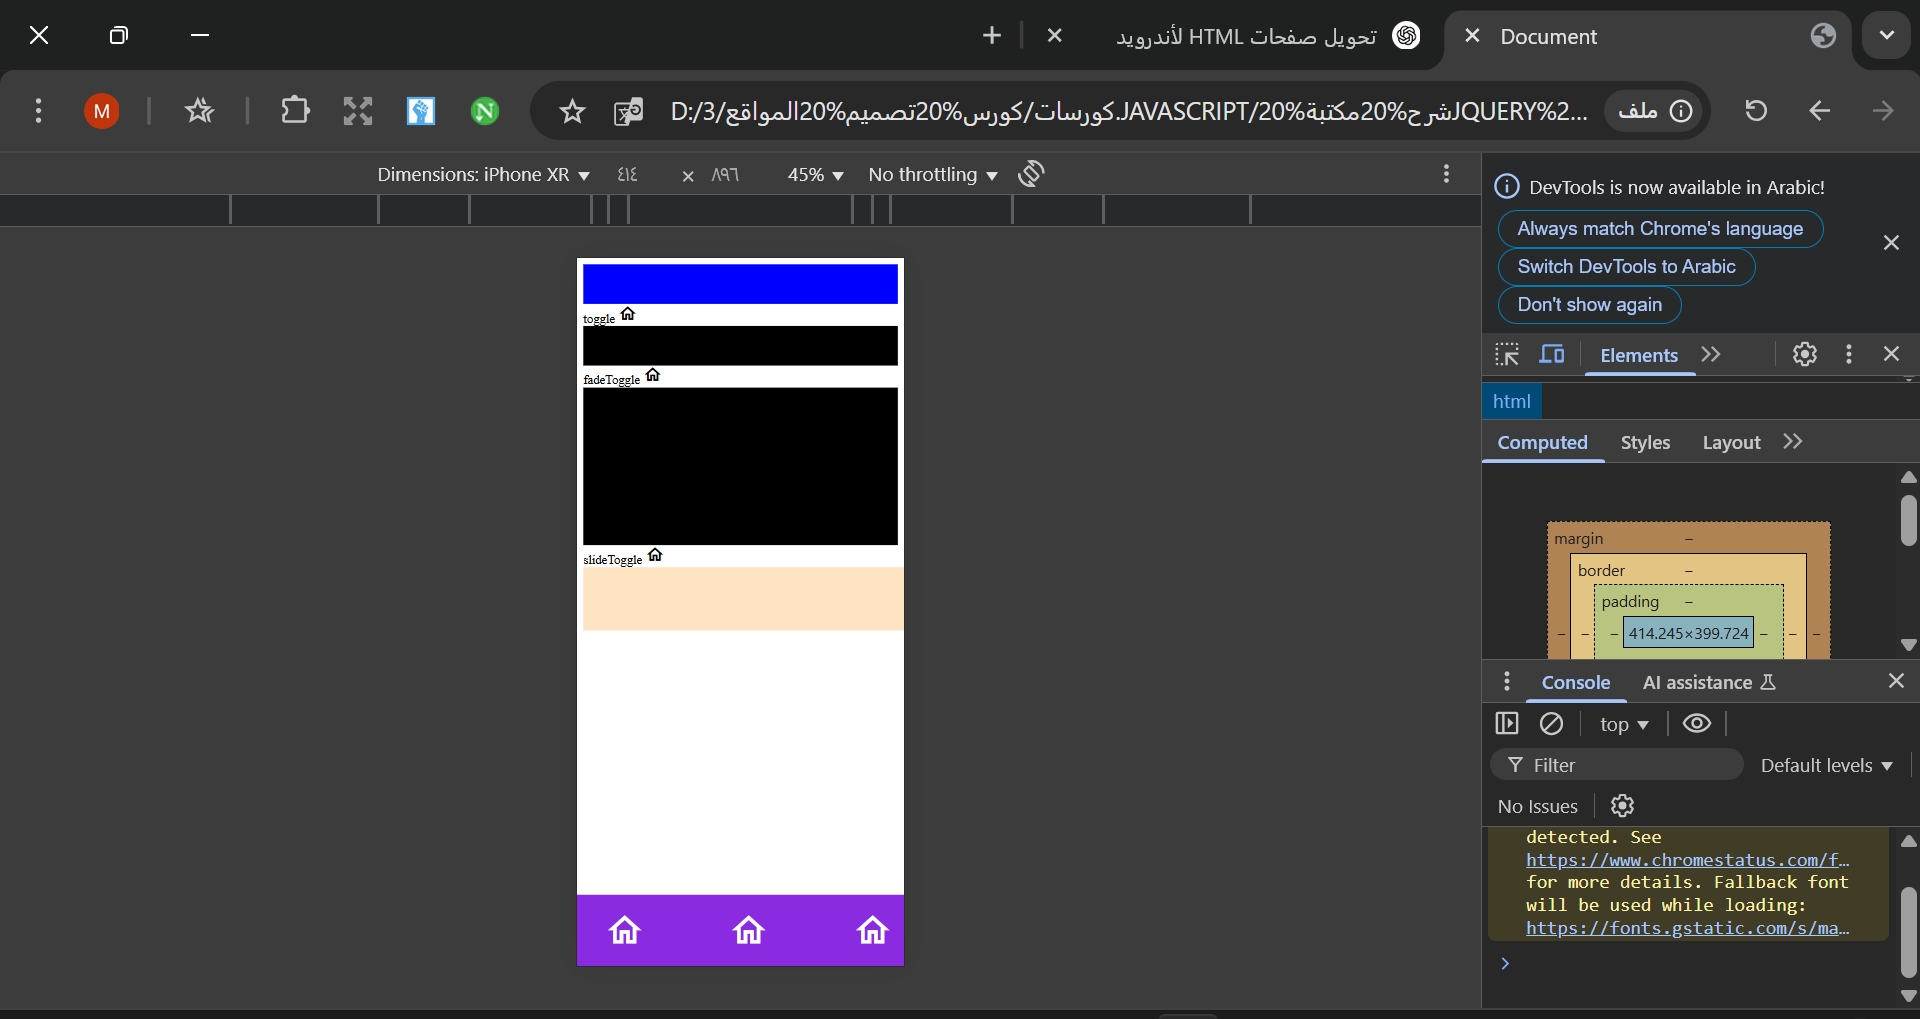 تحويل صفحات HTML لأندرويد
Document
M
N
D:/3/كورسات/كورس%20تصميم%20المواقع.JAVASCRIPT/20%شرح%20مكتبةJQUERY%2...
ملف
Dimensions: iPhone XR
٤١٤ × ٨٩٦
45%
No throttling
toggle
fadeToggle
slideToggle
DevTools is now available in Arabic!
Always match Chrome's language
Switch DevTools to Arabic
Don't show again
Elements
html
Computed Styles Layout
margin –
border –
padding –
– – – 414.245×399.724 – – –
Console AI assistance
top
Filter
Default levels
No Issues
detected. See
https://www.chromestatus.com/f…
for more details. Fallback font
will be used while loading:
https://fonts.gstatic.com/s/ma…